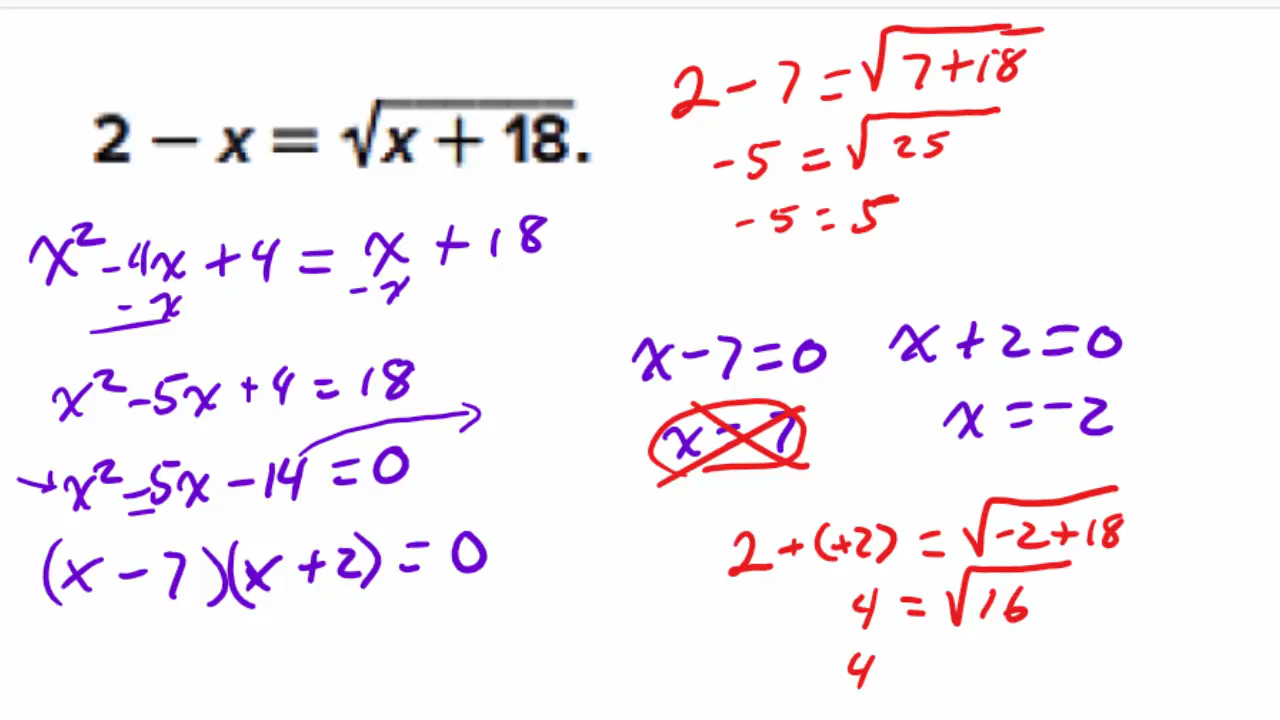 2 − x = √x + 18.
x² - 4x + 4 = x + 18
- x - x
x² - 5x + 4 = 18
x² - 5x - 14 = 0
(x - 7)(x + 2) = 0
2 - 7 = √7 + 18
- 5 = √25
- 5 = 5
x - 7 = 0 x + 2 = 0
x = 7 x = -2
2 + (+2) = √-2 + 18
4 = √16
4